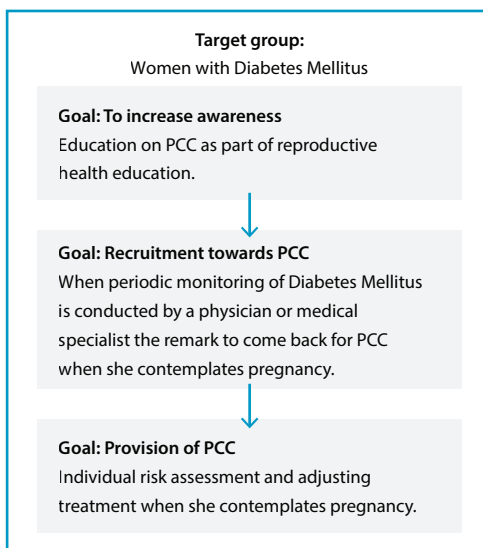 Target group:
Women with Diabetes Mellitus
Goal: To increase awareness
Education on PCC as part of reproductive
health education.
Goal: Recruitment towards PCC
When periodic monitoring of Diabetes Mellitus
is conducted by a physician or medical
specialist the remark to come back for PCC
when she contemplates pregnancy.
Goal: Provision of PCC
Individual risk assessment and adjusting
treatment when she contemplates pregnancy.